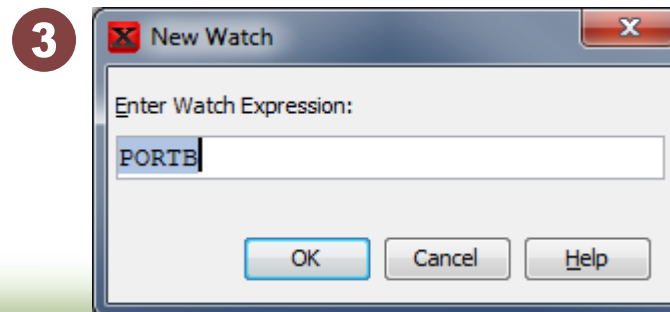 3
New Watch
Enter Watch Expression:
PORTB
OK Cancel Help